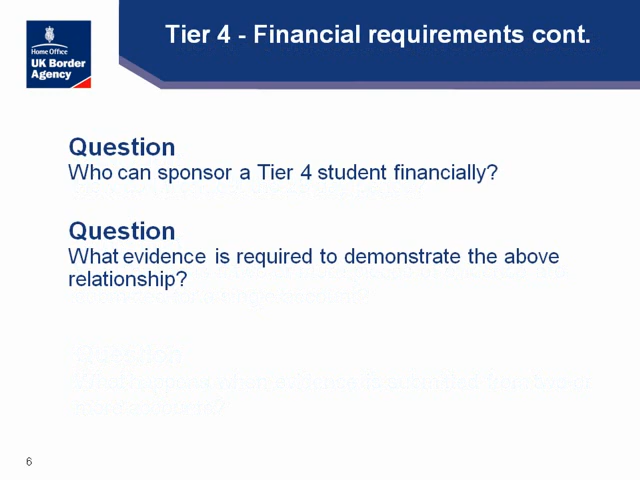 Tier 4 - Financial requirements cont.
Home Office
UK Border
Agency
Question
Who can sponsor a Tier 4 student financially?
Question
What evidence is required to demonstrate the above
relationship?
Question
6